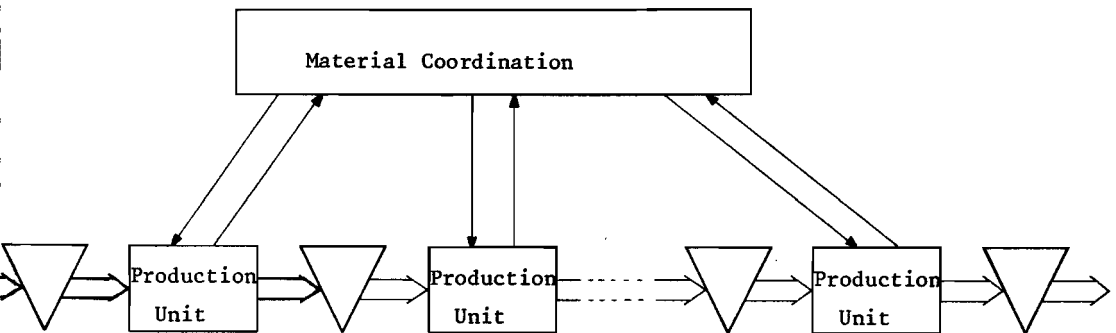 Material Coordination
Production
Unit
Production
Unit
Production
Unit